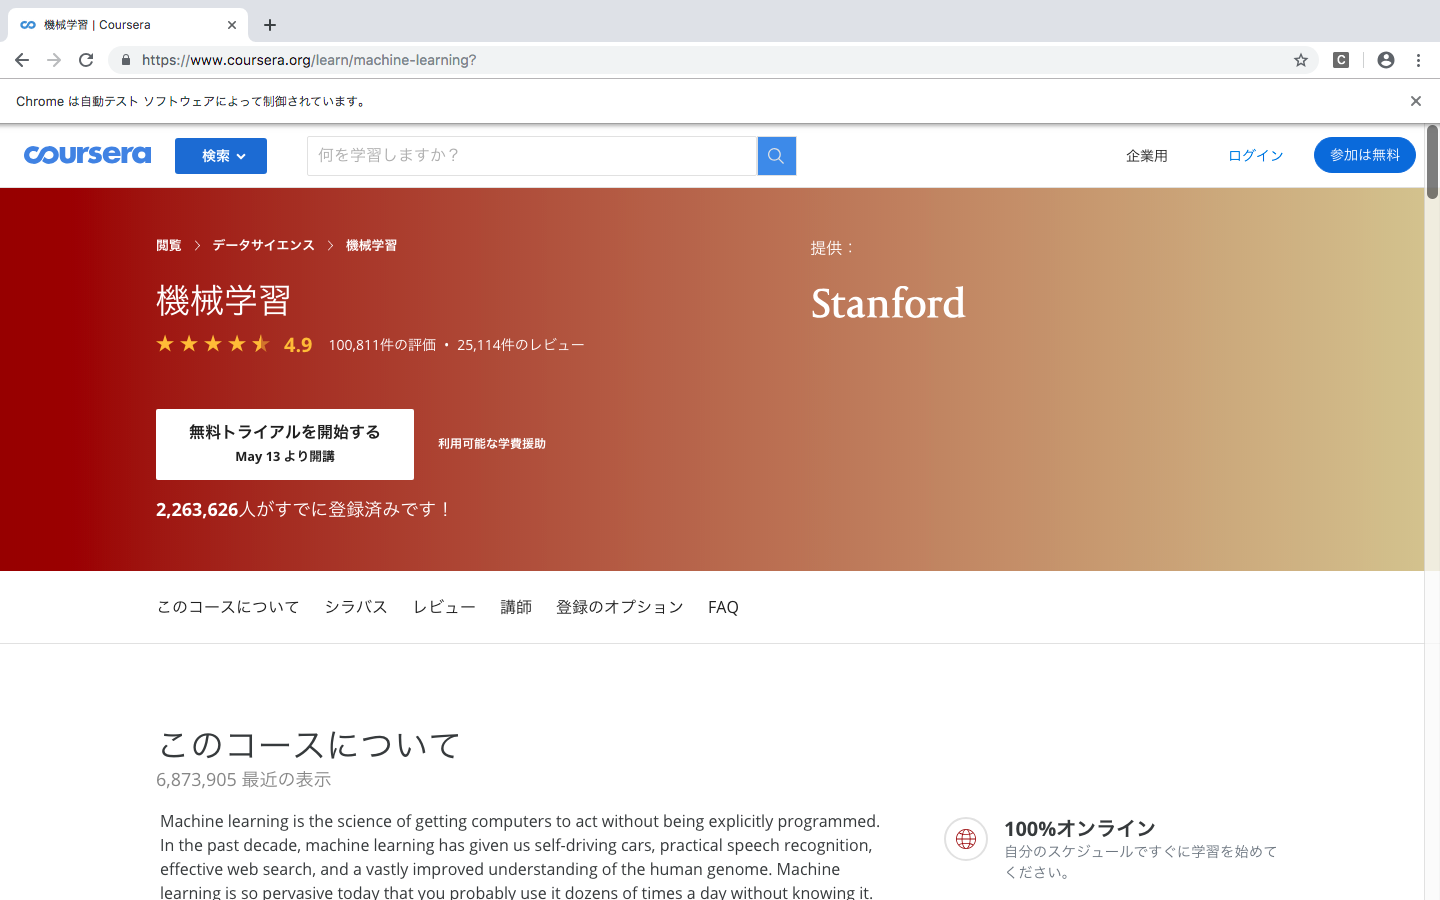 機械学習 | Coursera
https://www.coursera.org/learn/machine-learning?
C
Chrome は自動テスト ソフトウェアによって制御されています。
coursera
検索
何を学習しますか？
企業用
ログイン
参加は無料
閲覧 > データサイエンス > 機械学習
提供：
機械学習
Stanford
4.9 100,811件の評価 • 25,114件のレビュー
無料トライアルを開始する
May 13 より開講
利用可能な学費援助
2,263,626人がすでに登録済みです！
このコースについて シラバス レビュー 講師 登録のオプション FAQ
このコースについて
6,873,905 最近の表示
Machine learning is the science of getting computers to act without being explicitly programmed.
In the past decade, machine learning has given us self-driving cars, practical speech recognition,
effective web search, and a vastly improved understanding of the human genome. Machine
learning is so pervasive today that you probably use it dozens of times a day without knowing it.
100%オンライン
自分のスケジュールですぐに学習を始めて
ください。